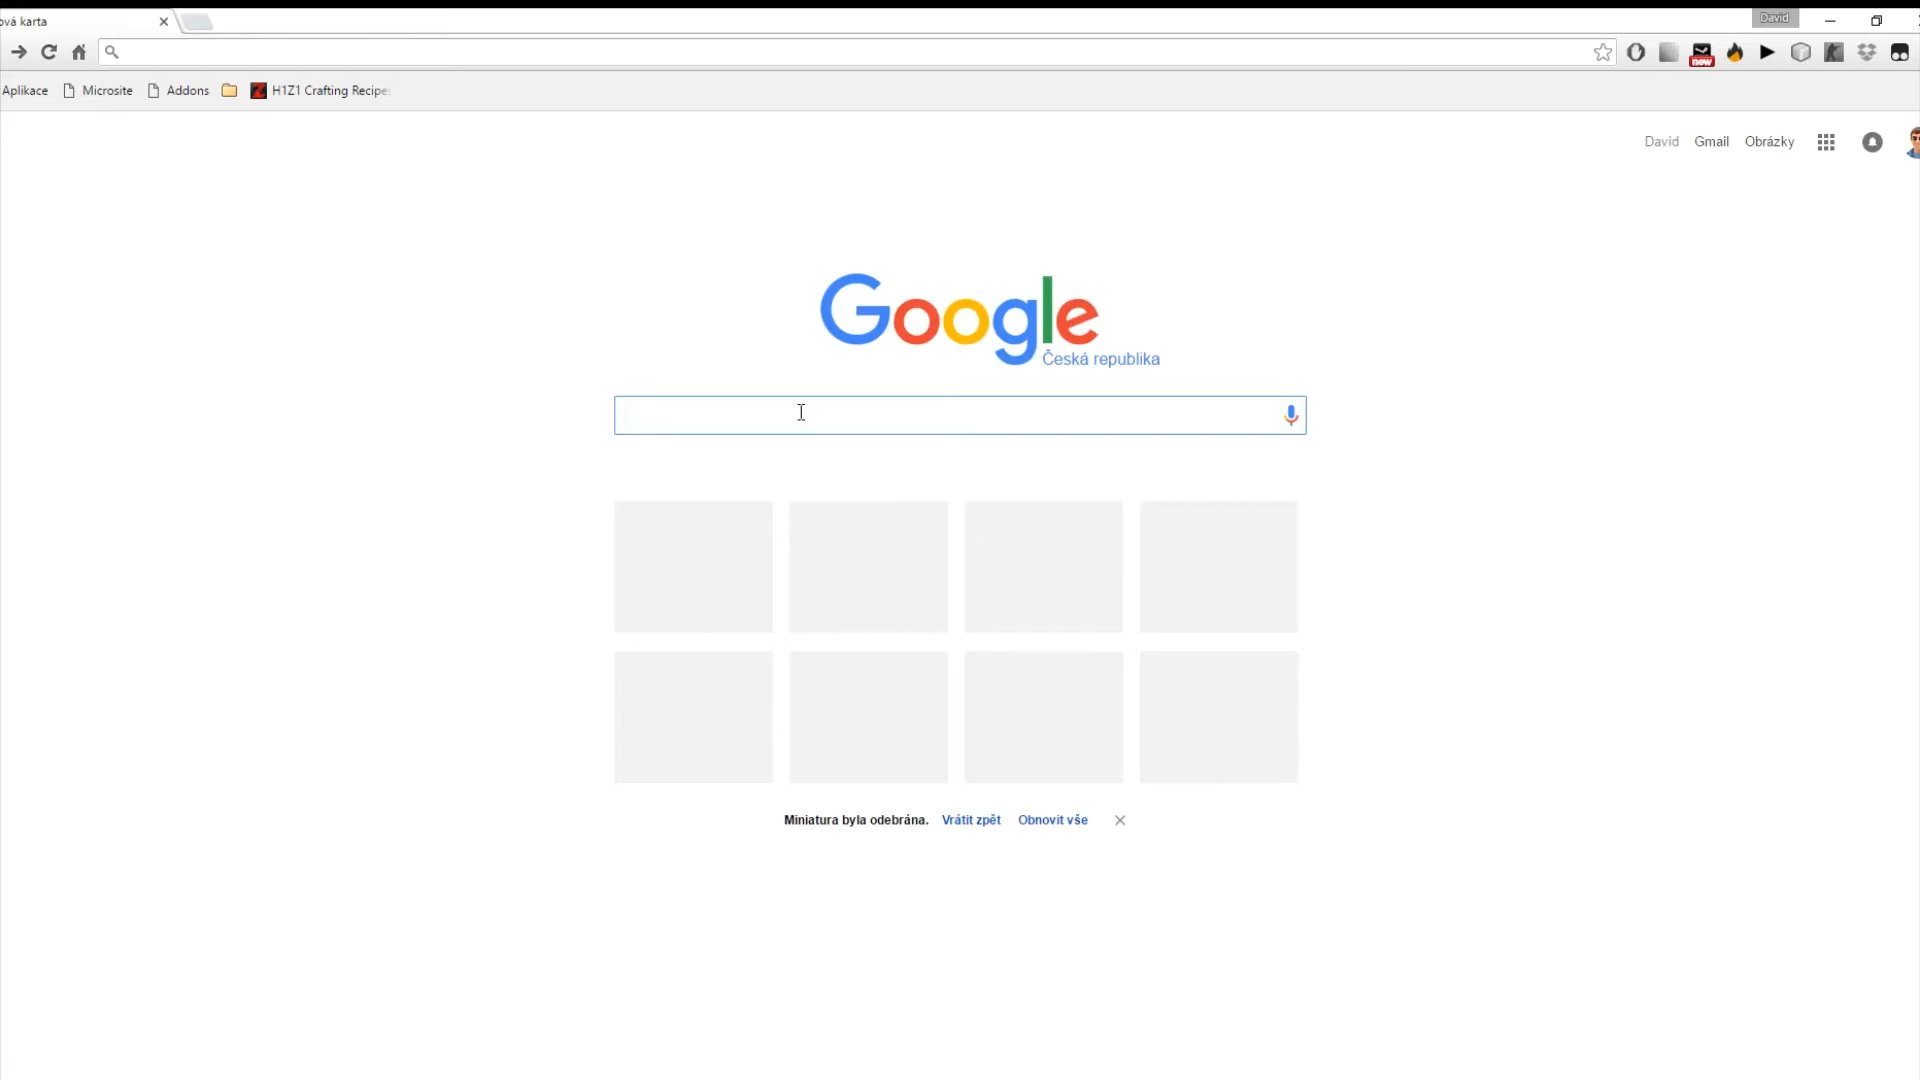 ová karta
David
new
Aplikace Microsite Addons H1Z1 Crafting Recipe
David Gmail Obrázky
Google
Česká republika
Miniatura byla odebrána. Vrátit zpět Obnovit vše